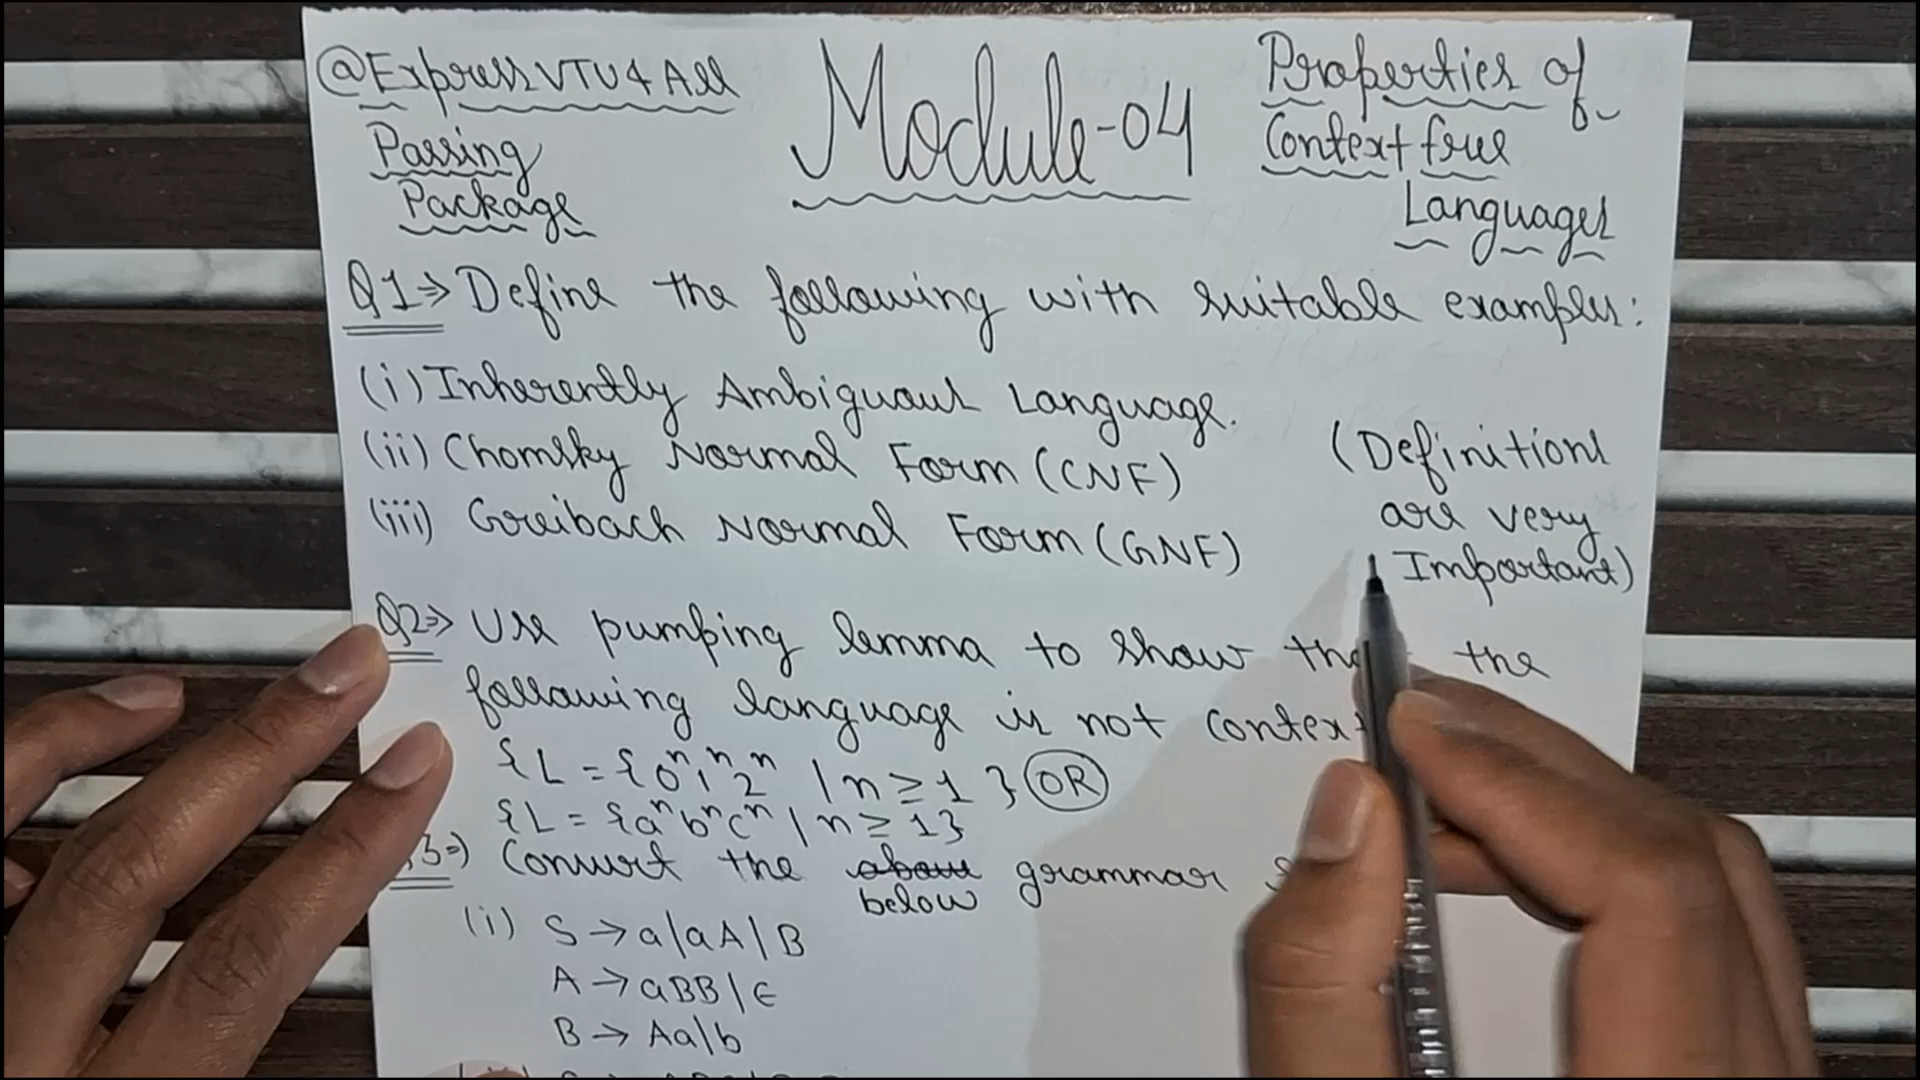 @ExpressVTU4All
Passing
Package
Module-04
Properties of
Context free
Languages
Q1⇒ Define the following with suitable examples:
(i) Inherently Ambiguous Language.
(ii) Chomsky Normal Form (CNF)
(iii) Greibach Normal Form (GNF)
(Definitions
are very
Important)
Q2⇒ Use pumping lemma to show the
following language is not context
{L = {0ⁿ1ⁿ2ⁿ | n ≥ 1 } OR
{L = {aⁿbⁿcⁿ | n ≥ 1}
3⇒) Convert the above grammar
below
(i) S → a|aA|B
A → aBB|ε
B → Aa|b